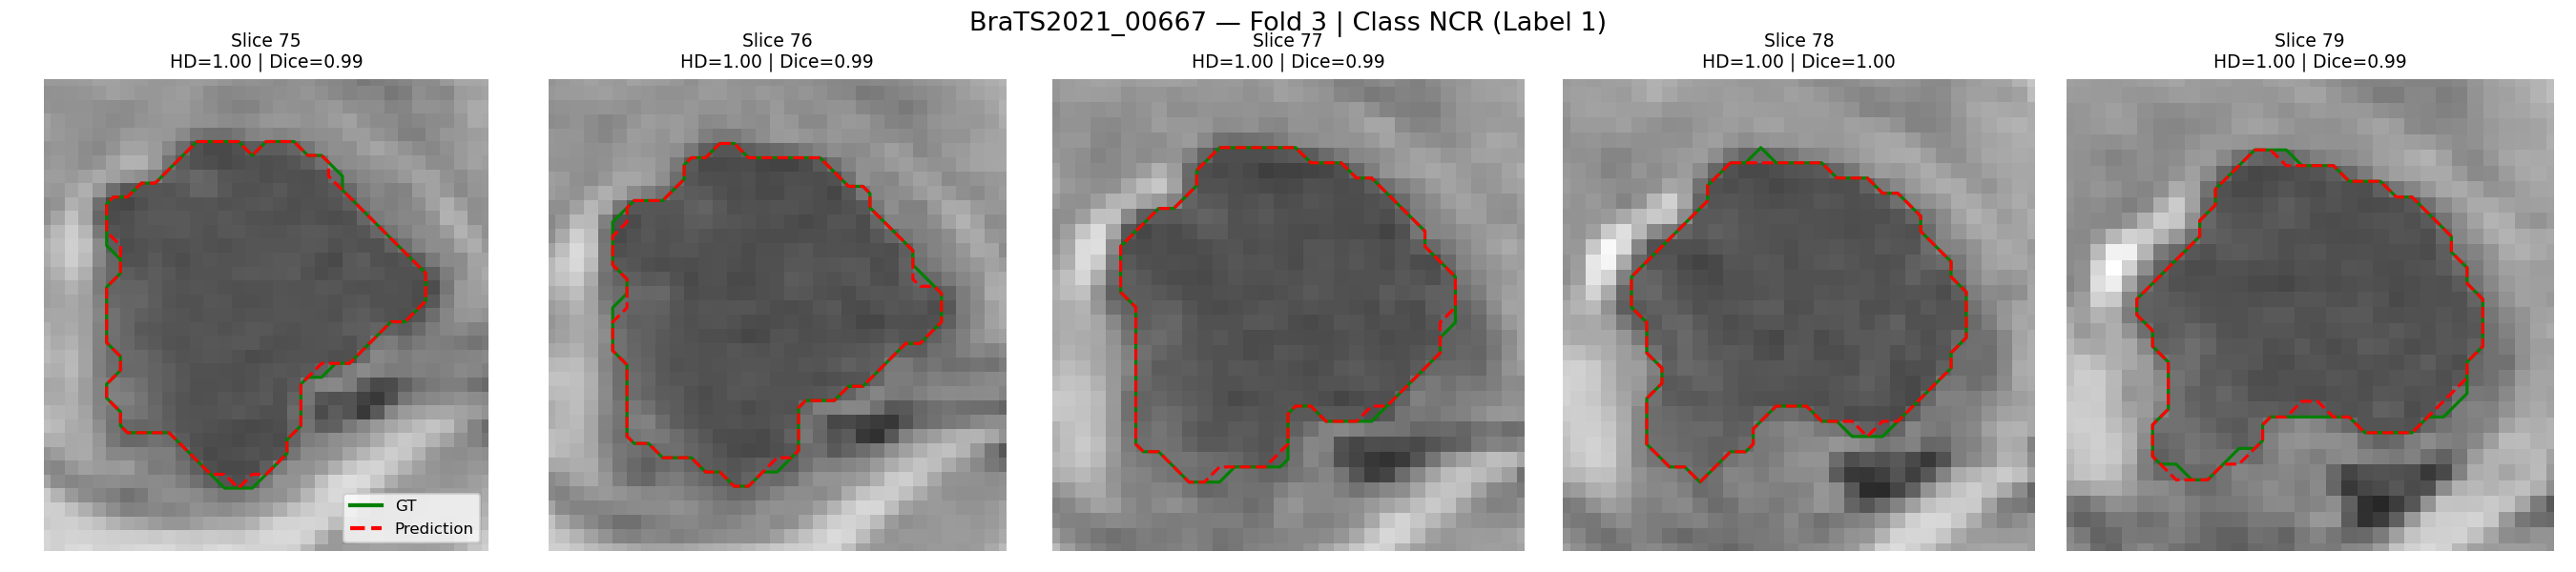 BraTS2021_00667 — Fold 3 | Class NCR (Label 1)
Slice 75
HD=1.00 | Dice=0.99
Slice 76
HD=1.00 | Dice=0.99
Slice 77
HD=1.00 | Dice=0.99
Slice 78
HD=1.00 | Dice=1.00
Slice 79
HD=1.00 | Dice=0.99
GT
Prediction